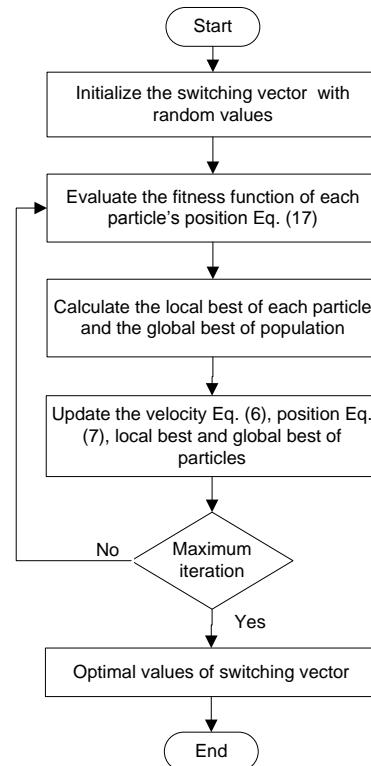 Start
Initialize the switching vector with
random values
Evaluate the fitness function of each
particle's position Eq. (17)
Calculate the local best of each particle
and the global best of population
Update the velocity Eq. (6), position Eq.
(7), local best and global best of
particles
No
Maximum
iteration
Yes
Optimal values of switching vector
End